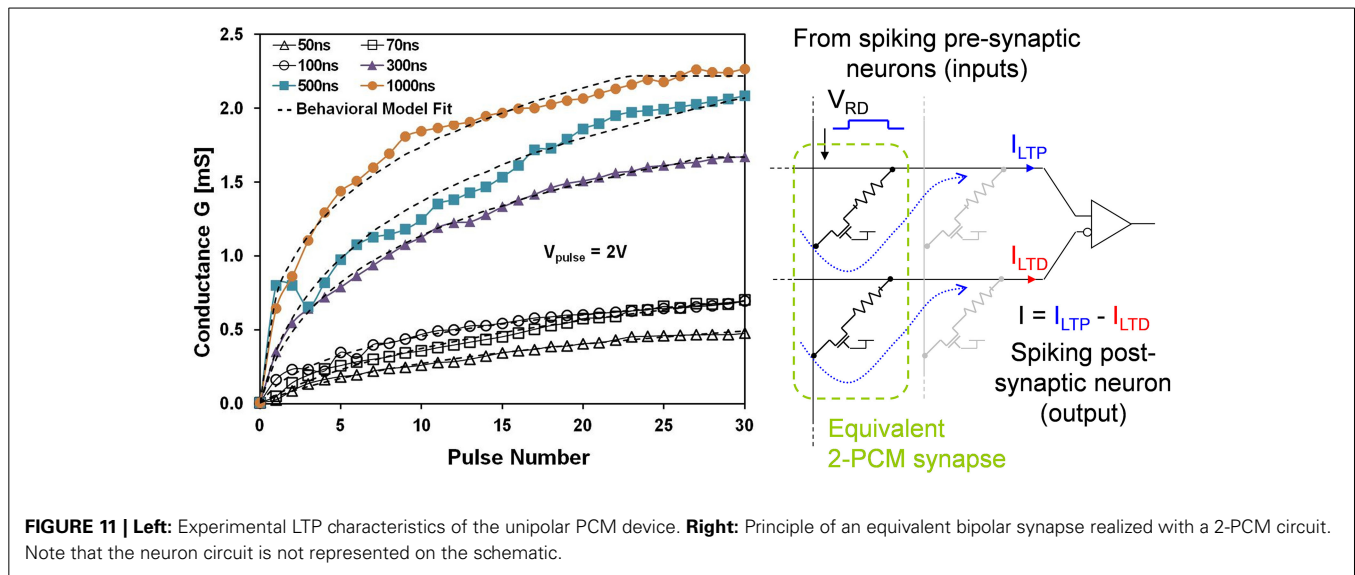 2.5
2.0
1.5
1.0
0.5
0.0
Conductance G [mS]
50ns
70ns
100ns
300ns
500ns
1000ns
Behavioral Model Fit
V_pulse = 2V
0
5
10
15
20
25
30
Pulse Number
From spiking pre-synaptic
neurons (inputs)
V_RD
I_LTP
I_LTD
I = I_LTP - I_LTD
Spiking post-
synaptic neuron
(output)
Equivalent
2-PCM synapse
FIGURE 11 | Left: Experimental LTP characteristics of the unipolar PCM device. Right: Principle of an equivalent bipolar synapse realized with a 2-PCM circuit.
Note that the neuron circuit is not represented on the schematic.